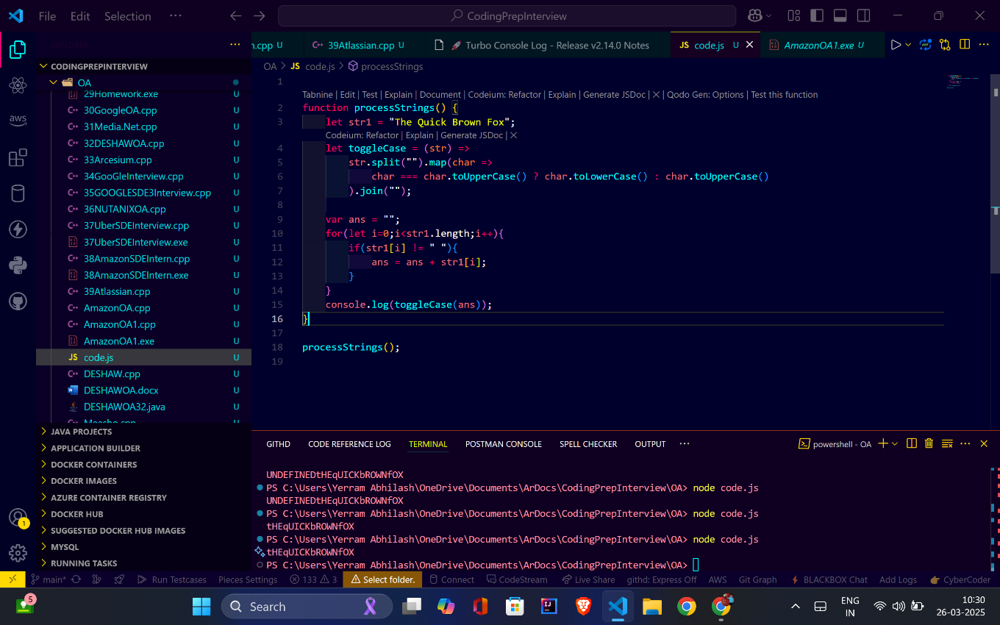 File Edit Selection ··· CodingPrepInterview
n.cpp U 39Atlassian.cpp U 🚀 Turbo Console Log - Release v2.14.0 Notes JS code.js U AmazonOA1.exe U
CODINGPREPINTERVIEW
OA
29Homework.exe U
30GoogleOA.cpp U
31Media.Net.cpp U
32DESHAWOA.cpp U
33Arcesium.cpp U
34GooGleInterview.cpp U
35GOOGLESDE3Interview.cpp U
36NUTANIXOA.cpp U
37UberSDEInterview.cpp U
37UberSDEInterview.exe U
38AmazonSDEIntern.cpp U
38AmazonSDEIntern.exe U
39Atlassian.cpp U
AmazonOA.cpp U
AmazonOA1.cpp U
AmazonOA1.exe U
JS code.js U
DESHAW.cpp U
DESHAWOA.docx U
DESHAWOA32.java U
JAVA PROJECTS
APPLICATION BUILDER
DOCKER CONTAINERS
DOCKER IMAGES
AZURE CONTAINER REGISTRY
DOCKER HUB
SUGGESTED DOCKER HUB IMAGES
MYSQL
RUNNING TASKS
aws
1
OA > JS code.js > processStrings
1
Tabnine | Edit | Test | Explain | Document | Codeium: Refactor | Explain | Generate JSDoc | X | Qodo Gen: Options | Test this function
2 function processStrings() {
3 let str1 = "The Quick Brown Fox";
Codeium: Refactor | Explain | Generate JSDoc | X
4 let toggleCase = (str) =>
5 str.split("").map(char =>
6 char === char.toUpperCase() ? char.toLowerCase() : char.toUpperCase()
7 ).join("");
8
9 var ans = "";
10 for(let i=0;i<str1.length;i++){
11 if(str1[i] != " "){
12 ans = ans + str1[i];
13 }
14 }
15 console.log(toggleCase(ans));
16 }
17
18 processStrings();
19
GITHD CODE REFERENCE LOG TERMINAL POSTMAN CONSOLE SPELL CHECKER OUTPUT ··· powershell - OA
UNDEFINEDtHEqUICKbROWNfOX
PS C:\Users\Yerram Abhilash\OneDrive\Documents\ArDocs\CodingPrepInterview\OA> node code.js
UNDEFINEDtHEqUICKbROWNfOX
PS C:\Users\Yerram Abhilash\OneDrive\Documents\ArDocs\CodingPrepInterview\OA> node code.js
tHEqUICKbROWNfOX
PS C:\Users\Yerram Abhilash\OneDrive\Documents\ArDocs\CodingPrepInterview\OA> node code.js
tHEqUICKbROWNfOX
PS C:\Users\Yerram Abhilash\OneDrive\Documents\ArDocs\CodingPrepInterview\OA>
main* Run Testcases Pieces Settings 133 3 Select folder. Connect CodeStream Live Share githd: Express Off AWS Git Graph BLACKBOX Chat Add Logs CyberCoder
5 Search ENG 10:30
IN 26-03-2025